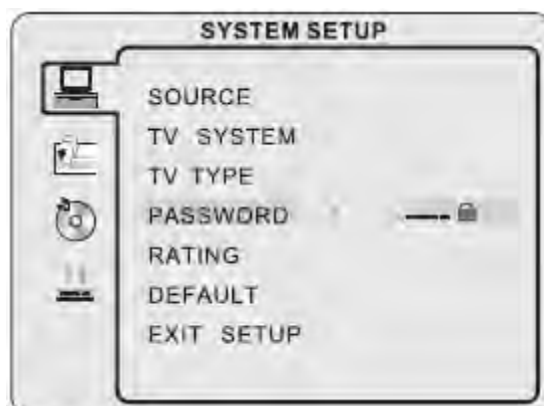 SYSTEM SETUP
SOURCE
TV SYSTEM
TV TYPE
PASSWORD
RATING
DEFAULT
EXIT SETUP